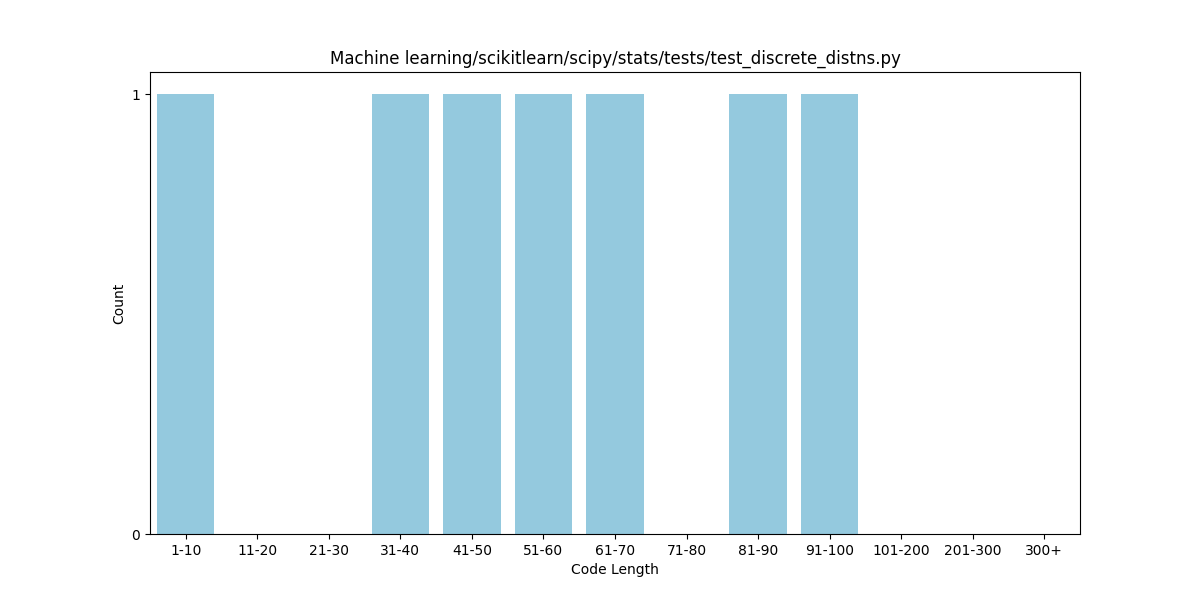 Machine learning/scikitlearn/scipy/stats/tests/test_discrete_distns.py
1
Count
0
1-10 11-20 21-30 31-40 41-50 51-60 61-70 71-80 81-90 91-100 101-200 201-300 300+
Code Length